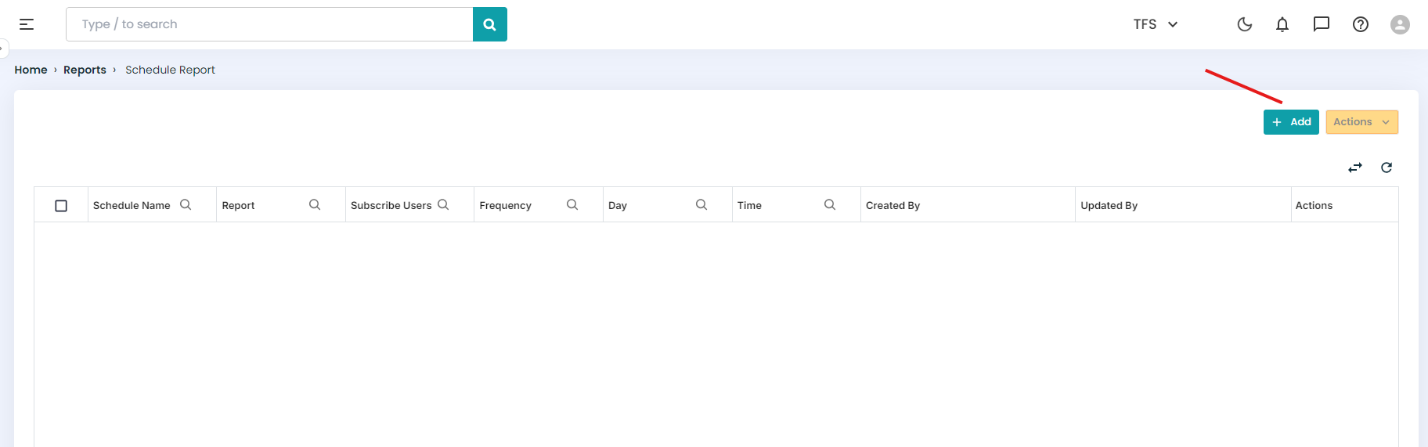 Type / to search
TFS
Home › Reports › Schedule Report
+ Add
Actions
Schedule Name
Report
Subscribe Users
Frequency
Day
Time
Created By
Updated By
Actions